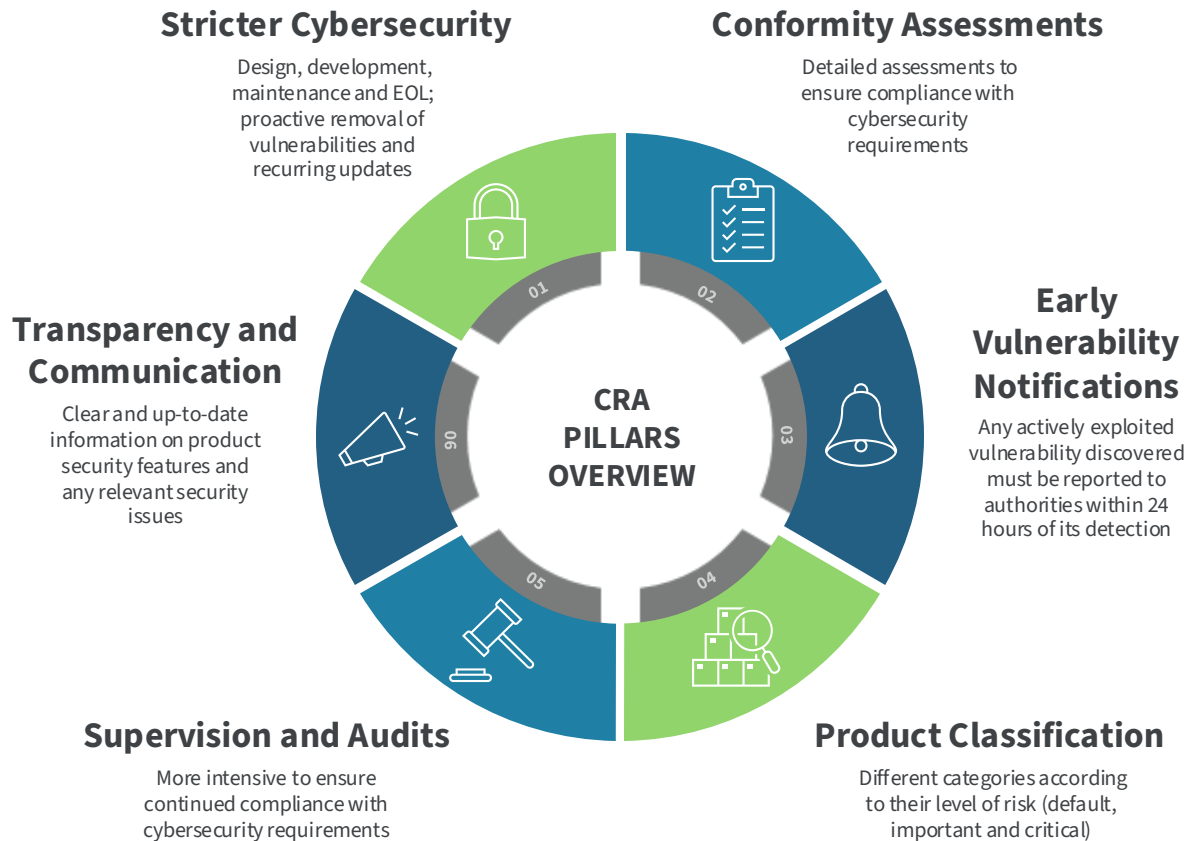 Stricter Cybersecurity
Design, development,
maintenance and EOL;
proactive removal of
vulnerabilities and
recurring updates
Conformity Assessments
Detailed assessments to
ensure compliance with
cybersecurity
requirements
Early
Vulnerability
Notifications
Any actively exploited
vulnerability discovered
must be reported to
authorities within 24
hours of its detection
Product Classification
Different categories according
to their level of risk (default,
important and critical)
Supervision and Audits
More intensive to ensure
continued compliance with
cybersecurity requirements
Transparency and
Communication
Clear and up-to-date
information on product
security features and
any relevant security
issues
01
02
03
04
05
06
CRA
PILLARS
OVERVIEW